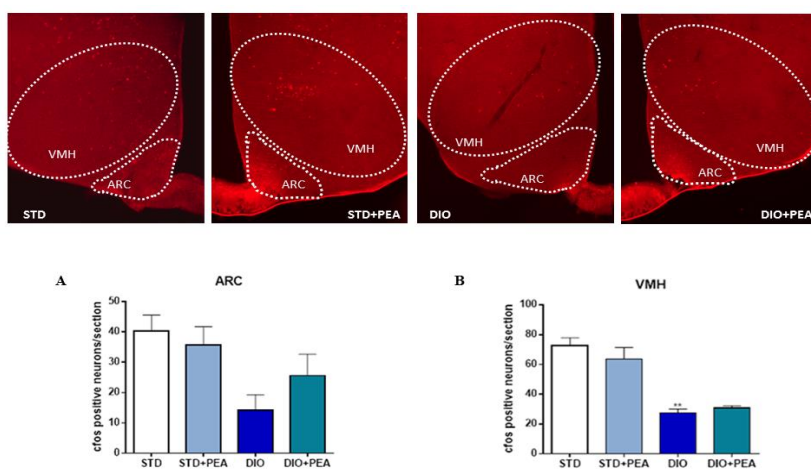 VMH
ARC
STD
VMH
ARC
STD+PEA
VMH
ARC
DIO
VMH
ARC
DIO+PEA
A
ARC
cfos positive neurons/section
50
40
30
20
10
0
STD
STD+PEA
DIO
DIO+PEA
B
VMH
cfos positive neurons/section
100
80
60
40
20
0
**
STD
STD+PEA
DIO
DIO+PEA